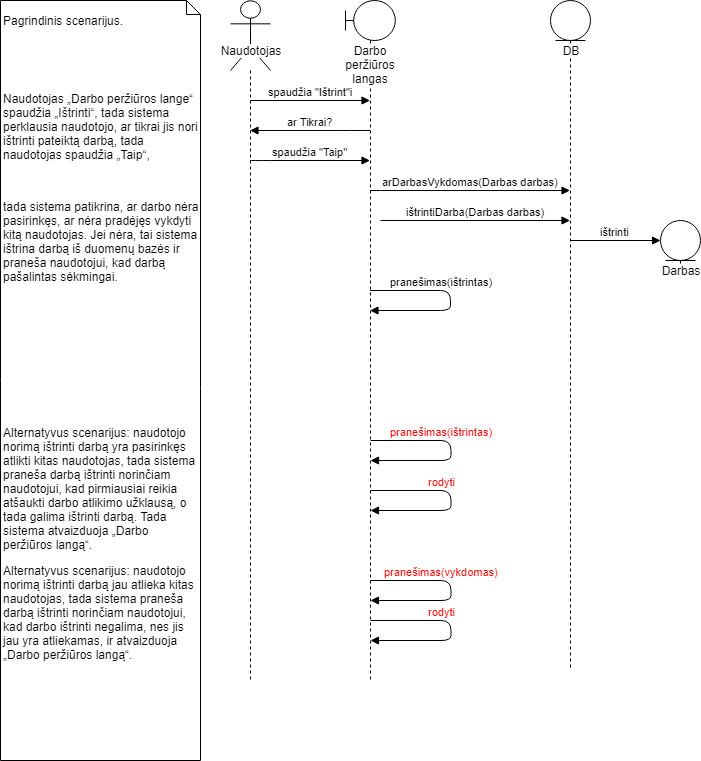 Pagrindinis scenarijus.
Naudotojas
Darbo
peržiūros
langas
DB
Naudotojas „Darbo peržiūros lange“
spaudžia „Ištrinti“, tada sistema
perklausia naudotojo, ar tikrai jis nori
ištrinti pateiktą darbą, tada
naudotojas spaudžia „Taip“,
spaudžia "Ištrint"i
ar Tikrai?
spaudžia "Taip"
arDarbasVykdomas(Darbas darbas)
tada sistema patikrina, ar darbo nėra
pasirinkęs, ar nėra pradėjęs vykdyti
kitą naudotojas. Jei nėra, tai sistema
ištrina darbą iš duomenų bazės ir
praneša naudotojui, kad darbą
pašalintas sėkmingai.
ištrintiDarba(Darbas darbas)
ištrinti
Darbas
pranešimas(ištrintas)
Alternatyvus scenarijus: naudotojo
norimą ištrinti darbą yra pasirinkęs
atlikti kitas naudotojas, tada sistema
praneša darbą ištrinti norinčiam
naudotojui, kad pirmiausiai reikia
atšaukti darbo atlikimo užklausą, o
tada galima ištrinti darbą. Tada
sistema atvaizduoja „Darbo
peržiūros langą“.
pranešimas(ištrintas)
rodyti
Alternatyvus scenarijus: naudotojo
norimą ištrinti darbą jau atlieka kitas
naudotojas, tada sistema praneša
darbą ištrinti norinčiam naudotojui,
kad darbo ištrinti negalima, nes jis
jau yra atliekamas, ir atvaizduoja
„Darbo peržiūros langą“.
pranešimas(vykdomas)
rodyti